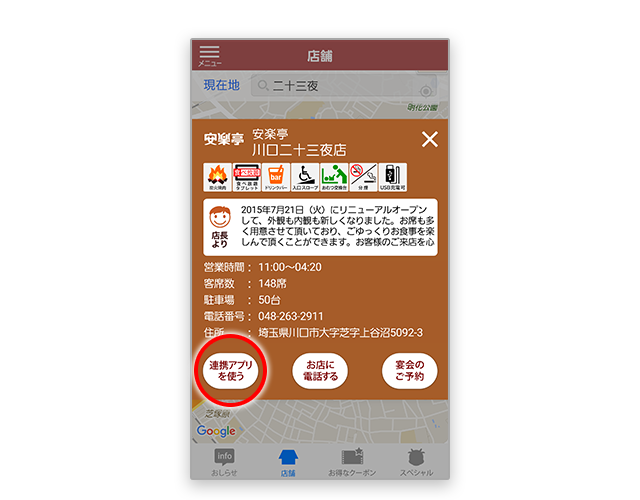 メニュー
店舗
現在地
二十三夜
明花公園
安楽亭
安楽亭
川口二十三夜店
炭火焼肉
食べ放題
食べ放題
タブレット
bar
ドリンクバー
入口スロープ
おむつ交換台
分煙
USB充電可
店長
より
2015年7月21日（火）にリニューアルオープン
して、外観も内観も新しくなりました。お席も多
く用意させて頂いており、ごゆっくりお食事を楽
しんで頂くことができます。お客様のご来店を心
営業時間：11:00〜04:20
客席数：148席
駐車場：50台
電話番号：048-263-2911
住所：埼玉県川口市大字芝字上谷沼5092-3
連携アプリ
を使う
お店に
電話する
宴会の
ご予約
芝塚原
Google
info
おしらせ
店舗
お得なクーポン
スペシャル